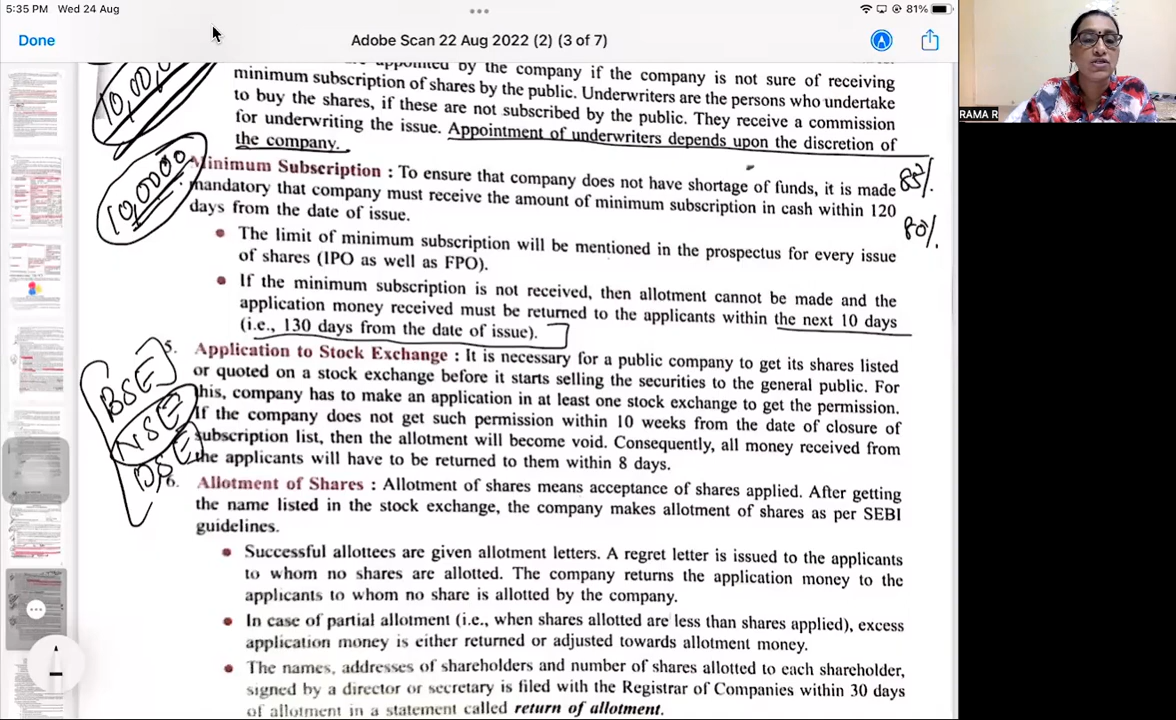 5:35 PM Wed 24 Aug
81%
Done
Adobe Scan 22 Aug 2022 (2) (3 of 7)
appointed by the company if the company is not sure of receiving
minimum subscription of shares by the public. Underwriters are the persons who undertake
to buy the shares, if these are not subscribed by the public. They receive a commission
for underwriting the issue. Appointment of underwriters depends upon the discretion of
the company.
Minimum Subscription : To ensure that company does not have shortage of funds, it is made
mandatory that company must receive the amount of minimum subscription in cash within 120
days from the date of issue.
80%.
• The limit of minimum subscription will be mentioned in the prospectus for every issue
of shares (IPO as well as FPO).
• If the minimum subscription is not received, then allotment cannot be made and the
application money received must be returned to the applicants within the next 10 days
(i.e., 130 days from the date of issue).
5. Application to Stock Exchange : It is necessary for a public company to get its shares listed
or quoted on a stock exchange before it starts selling the securities to the general public. For
this, company has to make an application in at least one stock exchange to get the permission.
If the company does not get such permission within 10 weeks from the date of closure of
subscription list, then the allotment will become void. Consequently, all money received from
the applicants will have to be returned to them within 8 days.
BSE
NSE
6. Allotment of Shares : Allotment of shares means acceptance of shares applied. After getting
the name listed in the stock exchange, the company makes allotment of shares as per SEBI
guidelines.
• Successful allottees are given allotment letters. A regret letter is issued to the applicants
to whom no shares are allotted. The company returns the application money to the
applicants to whom no share is allotted by the company.
• In case of partial allotment (i.e., when shares allotted are less than shares applied), excess
application money is either returned or adjusted towards allotment money.
• The names, addresses of shareholders and number of shares allotted to each shareholder,
signed by a director or secretary is filed with the Registrar of Companies within 30 days
of allotment in a statement called return of allotment.
RAMA R